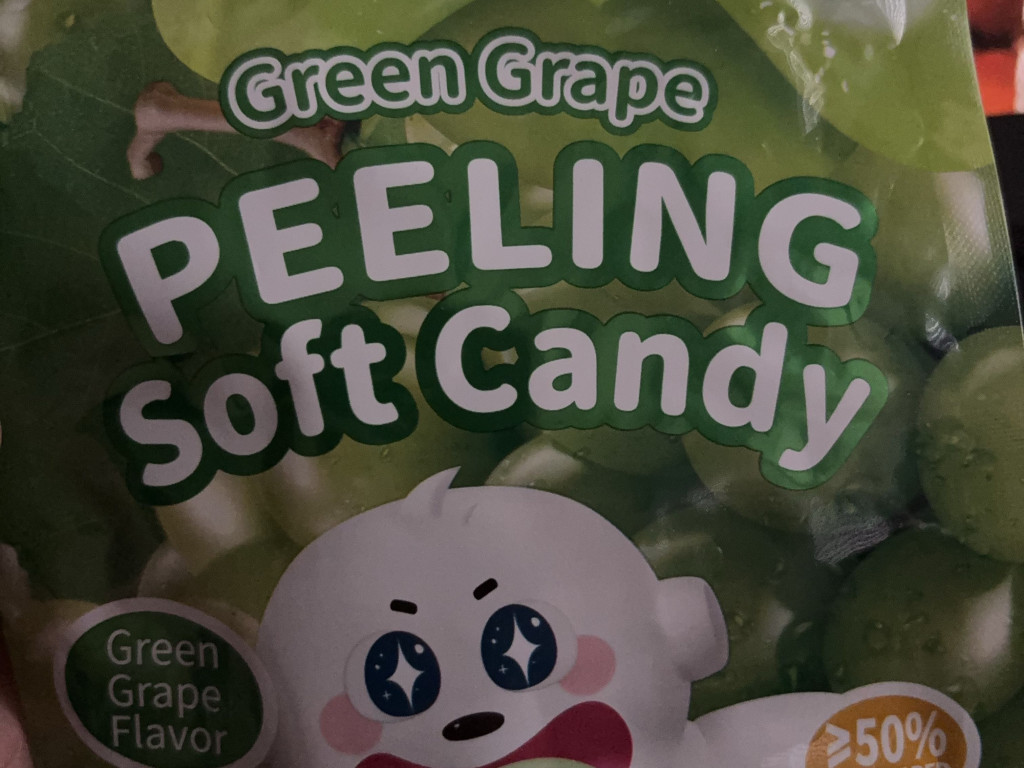 Green Grape
PEELING
Soft Candy
Green
Grape
Flavor
≥50%